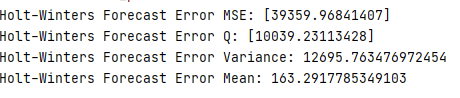 Holt-Winters Forecast Error MSE: [39359.96841407]
Holt-Winters Forecast Error Q: [10039.23113428]
Holt-Winters Forecast Error Variance: 12695.763476972454
Holt-Winters Forecast Error Mean: 163.2917785349103